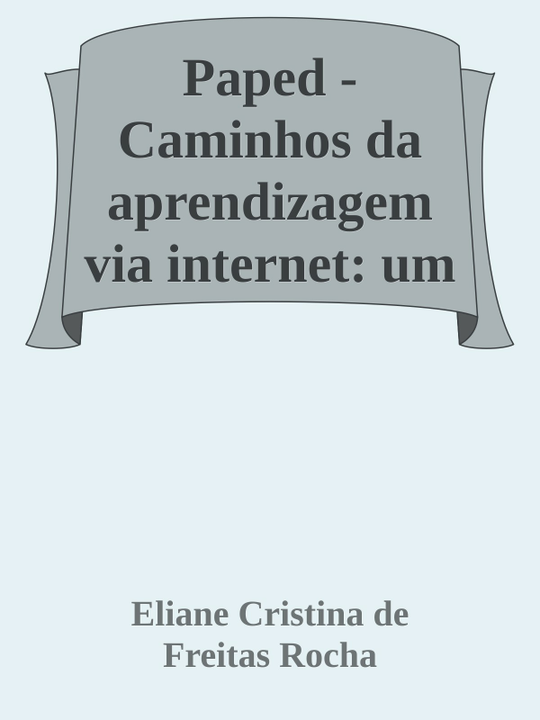 Paped -
Caminhos da
aprendizagem
via internet: um
Eliane Cristina de
Freitas Rocha